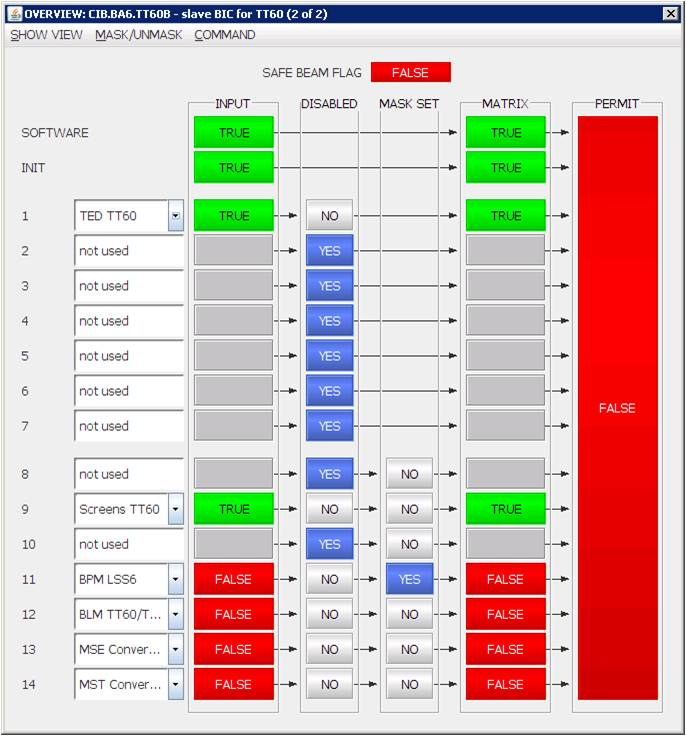 OVERVIEW: CIB.BA6.TT60B - slave BIC for TT60 (2 of 2)
SHOW VIEW MASK/UNMASK COMMAND
SAFE BEAM FLAG FALSE
INPUT DISABLED MASK SET MATRIX PERMIT
SOFTWARE TRUE TRUE
INIT TRUE TRUE
1 TED TT60 TRUE NO TRUE
2 not used YES
3 not used YES
4 not used YES
5 not used YES
6 not used YES
7 not used YES
FALSE
8 not used YES NO
9 Screens TT60 TRUE NO NO TRUE
10 not used YES NO
11 BPM LSS6 FALSE NO YES FALSE
12 BLM TT60/T... FALSE NO NO FALSE
13 MSE Conver... FALSE NO NO FALSE
14 MST Conver... FALSE NO NO FALSE